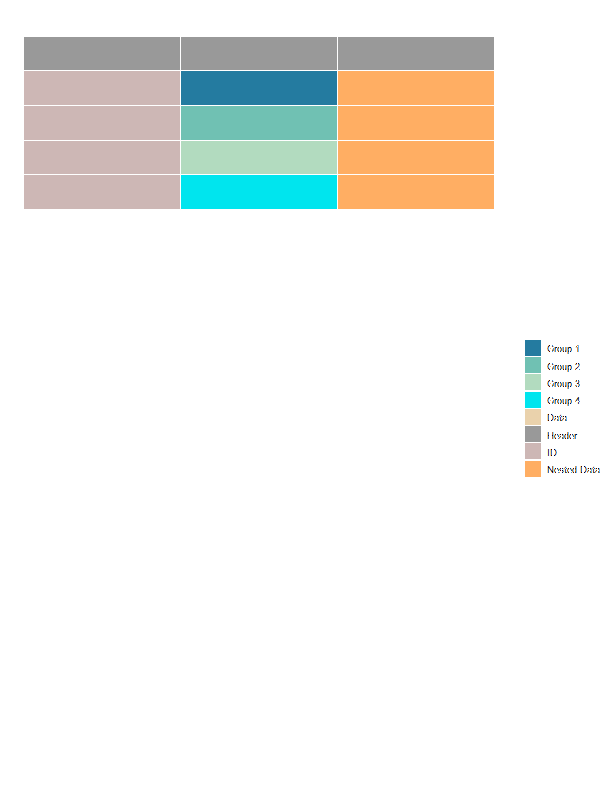 Group 1
Group 2
Group 3
Group 4
Data
Header
ID
Nested Data